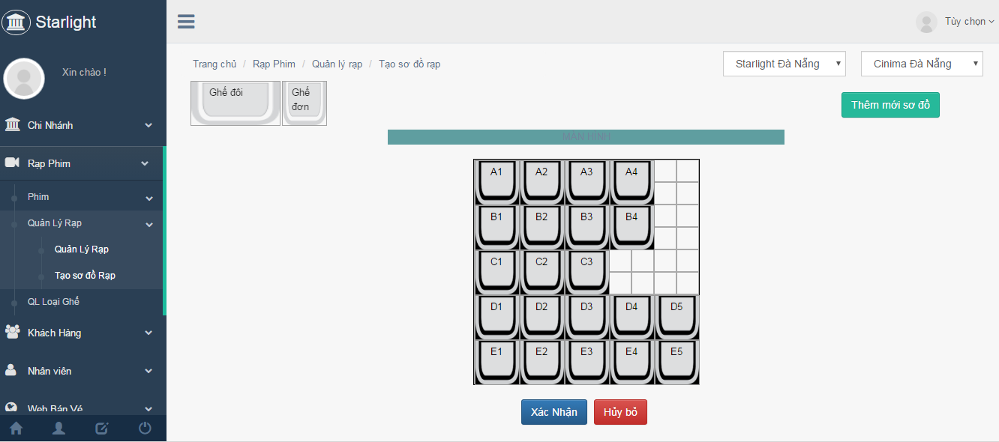 Starlight
Tùy chọn
Xin chào !
Trang chủ / Rạp Phim / Quản lý rạp / Tạo sơ đồ rạp
Starlight Đà Nẵng
Cinima Đà Nẵng
Ghế đôi
Ghế
đơn
Thêm mới sơ đồ
MÀN HÌNH
Chi Nhánh
Rạp Phim
Phim
Quản Lý Rạp
Quản Lý Rạp
Tạo sơ đồ Rạp
QL Loại Ghế
Khách Hàng
Nhân viên
Web Bán Vé
A1 A2 A3 A4
B1 B2 B3 B4
C1 C2 C3
D1 D2 D3 D4 D5
E1 E2 E3 E4 E5
Xác Nhận
Hủy bỏ